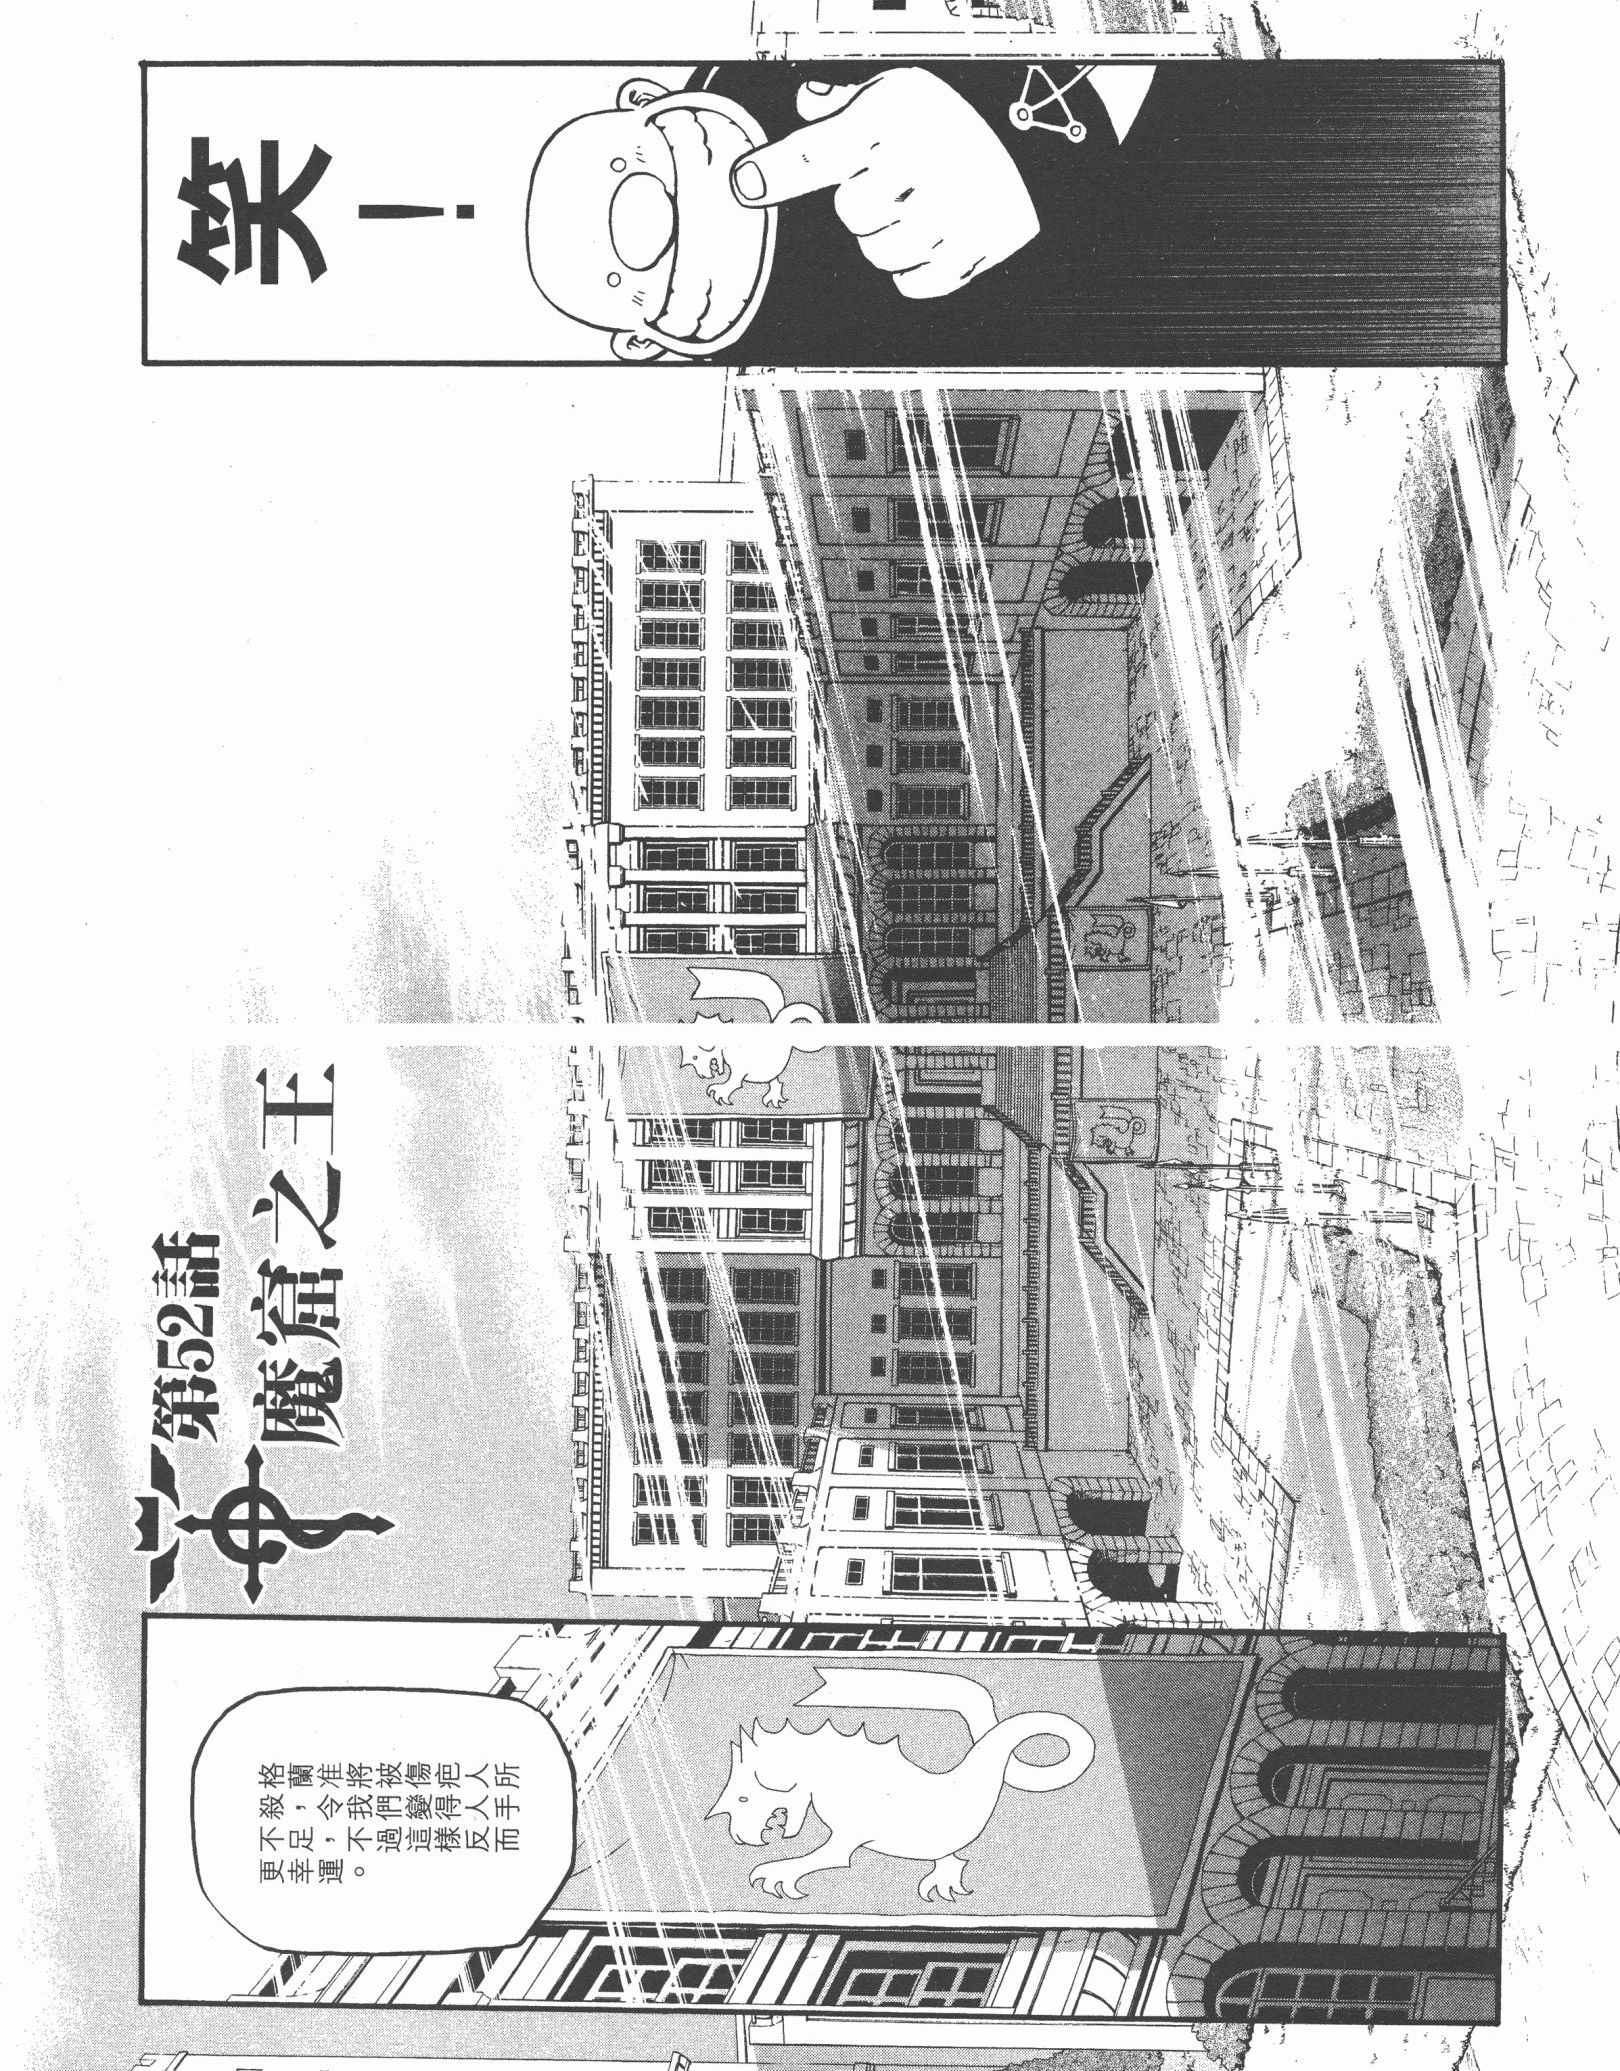 笑！
第52話
魔窟之王
格蘭准將被傷疤人所
殺，令我們變得人手
不足，不過這樣反而
更幸運。